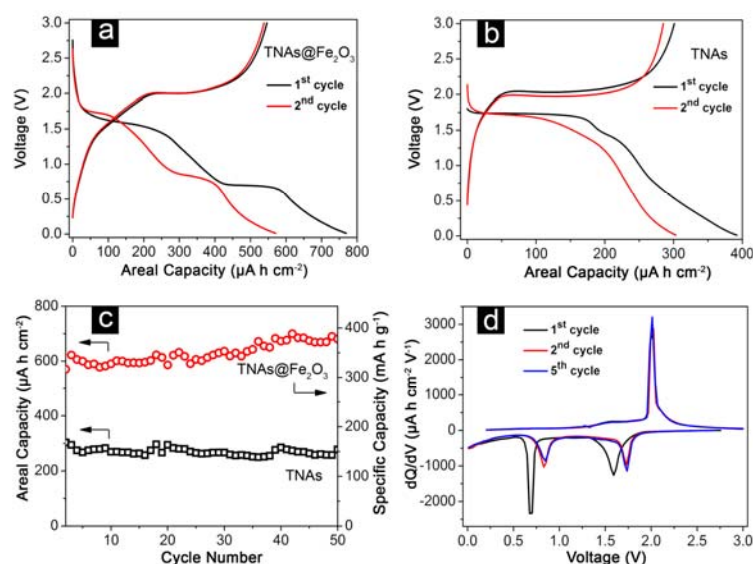 a
TNAs@Fe₂O₃
1st cycle
2nd cycle
Voltage (V)
3.0
2.5
2.0
1.5
1.0
0.5
0.0
0 100 200 300 400 500 600 700 800
Areal Capacity (µA h cm⁻²)
b
TNAs
1st cycle
2nd cycle
Voltage (V)
3.0
2.5
2.0
1.5
1.0
0.5
0.0
0 100 200 300 400
Areal Capacity (µA h cm⁻²)
c
TNAs@Fe₂O₃
TNAs
Areal Capacity (µA h cm⁻²)
800
600
400
200
0
Specific Capacity (mA h g⁻¹)
400
300
200
100
0
10 20 30 40 50
Cycle Number
d
1st cycle
2nd cycle
5th cycle
dQ/dV (µA h cm⁻² V⁻¹)
3000
2000
1000
0
-1000
-2000
0.0 0.5 1.0 1.5 2.0 2.5 3.0
Voltage (V)